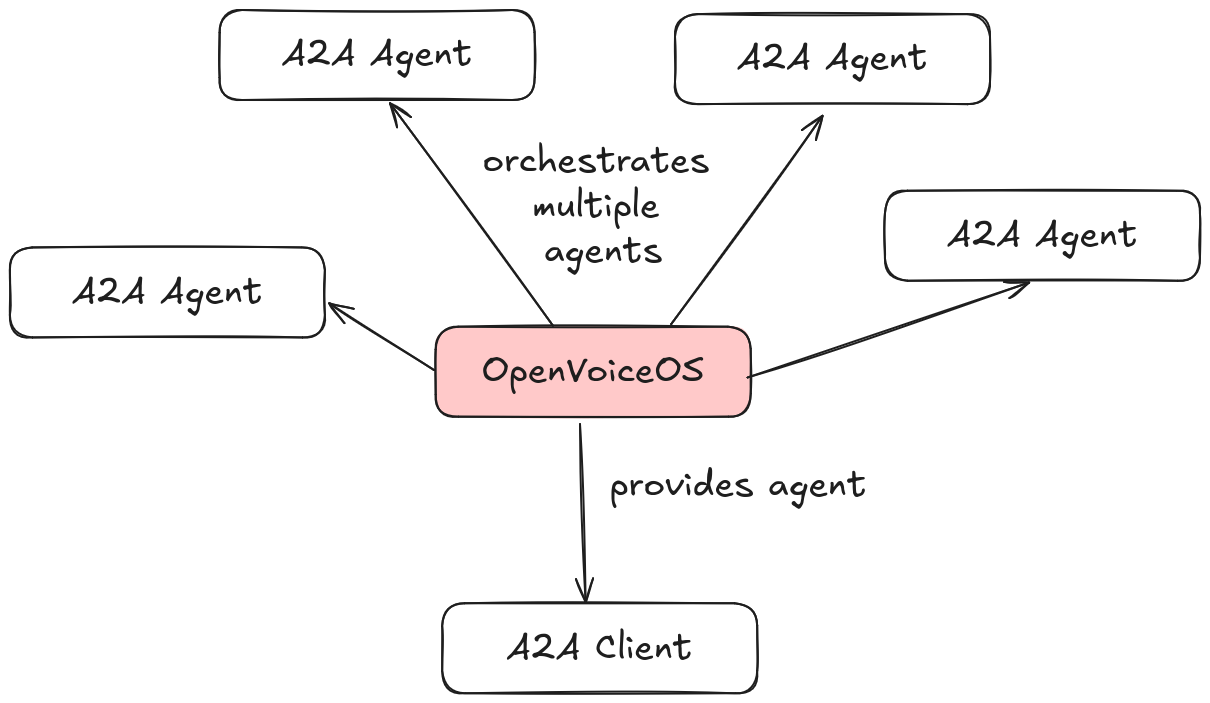 A2A Agent
A2A Agent
orchestrates
multiple
agents
A2A Agent
A2A Agent
OpenVoiceOS
provides agent
A2A Client